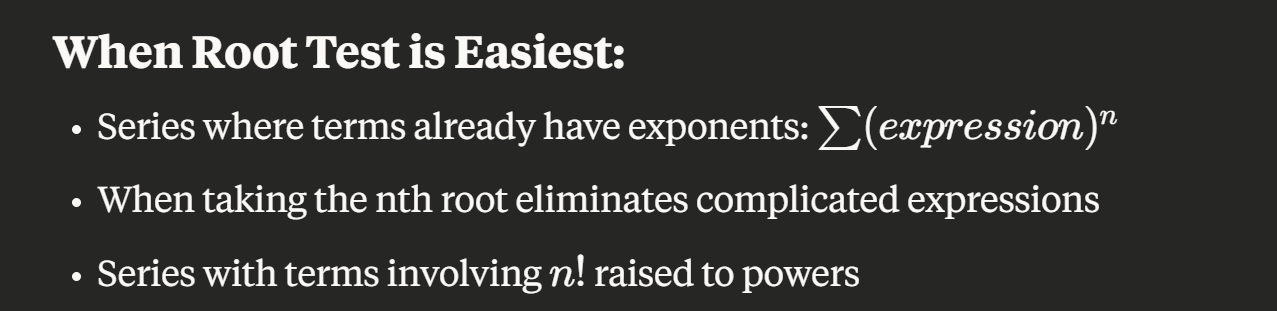 When Root Test is Easiest:
• Series where terms already have exponents: ∑(expression)ⁿ
• When taking the nth root eliminates complicated expressions
• Series with terms involving n! raised to powers